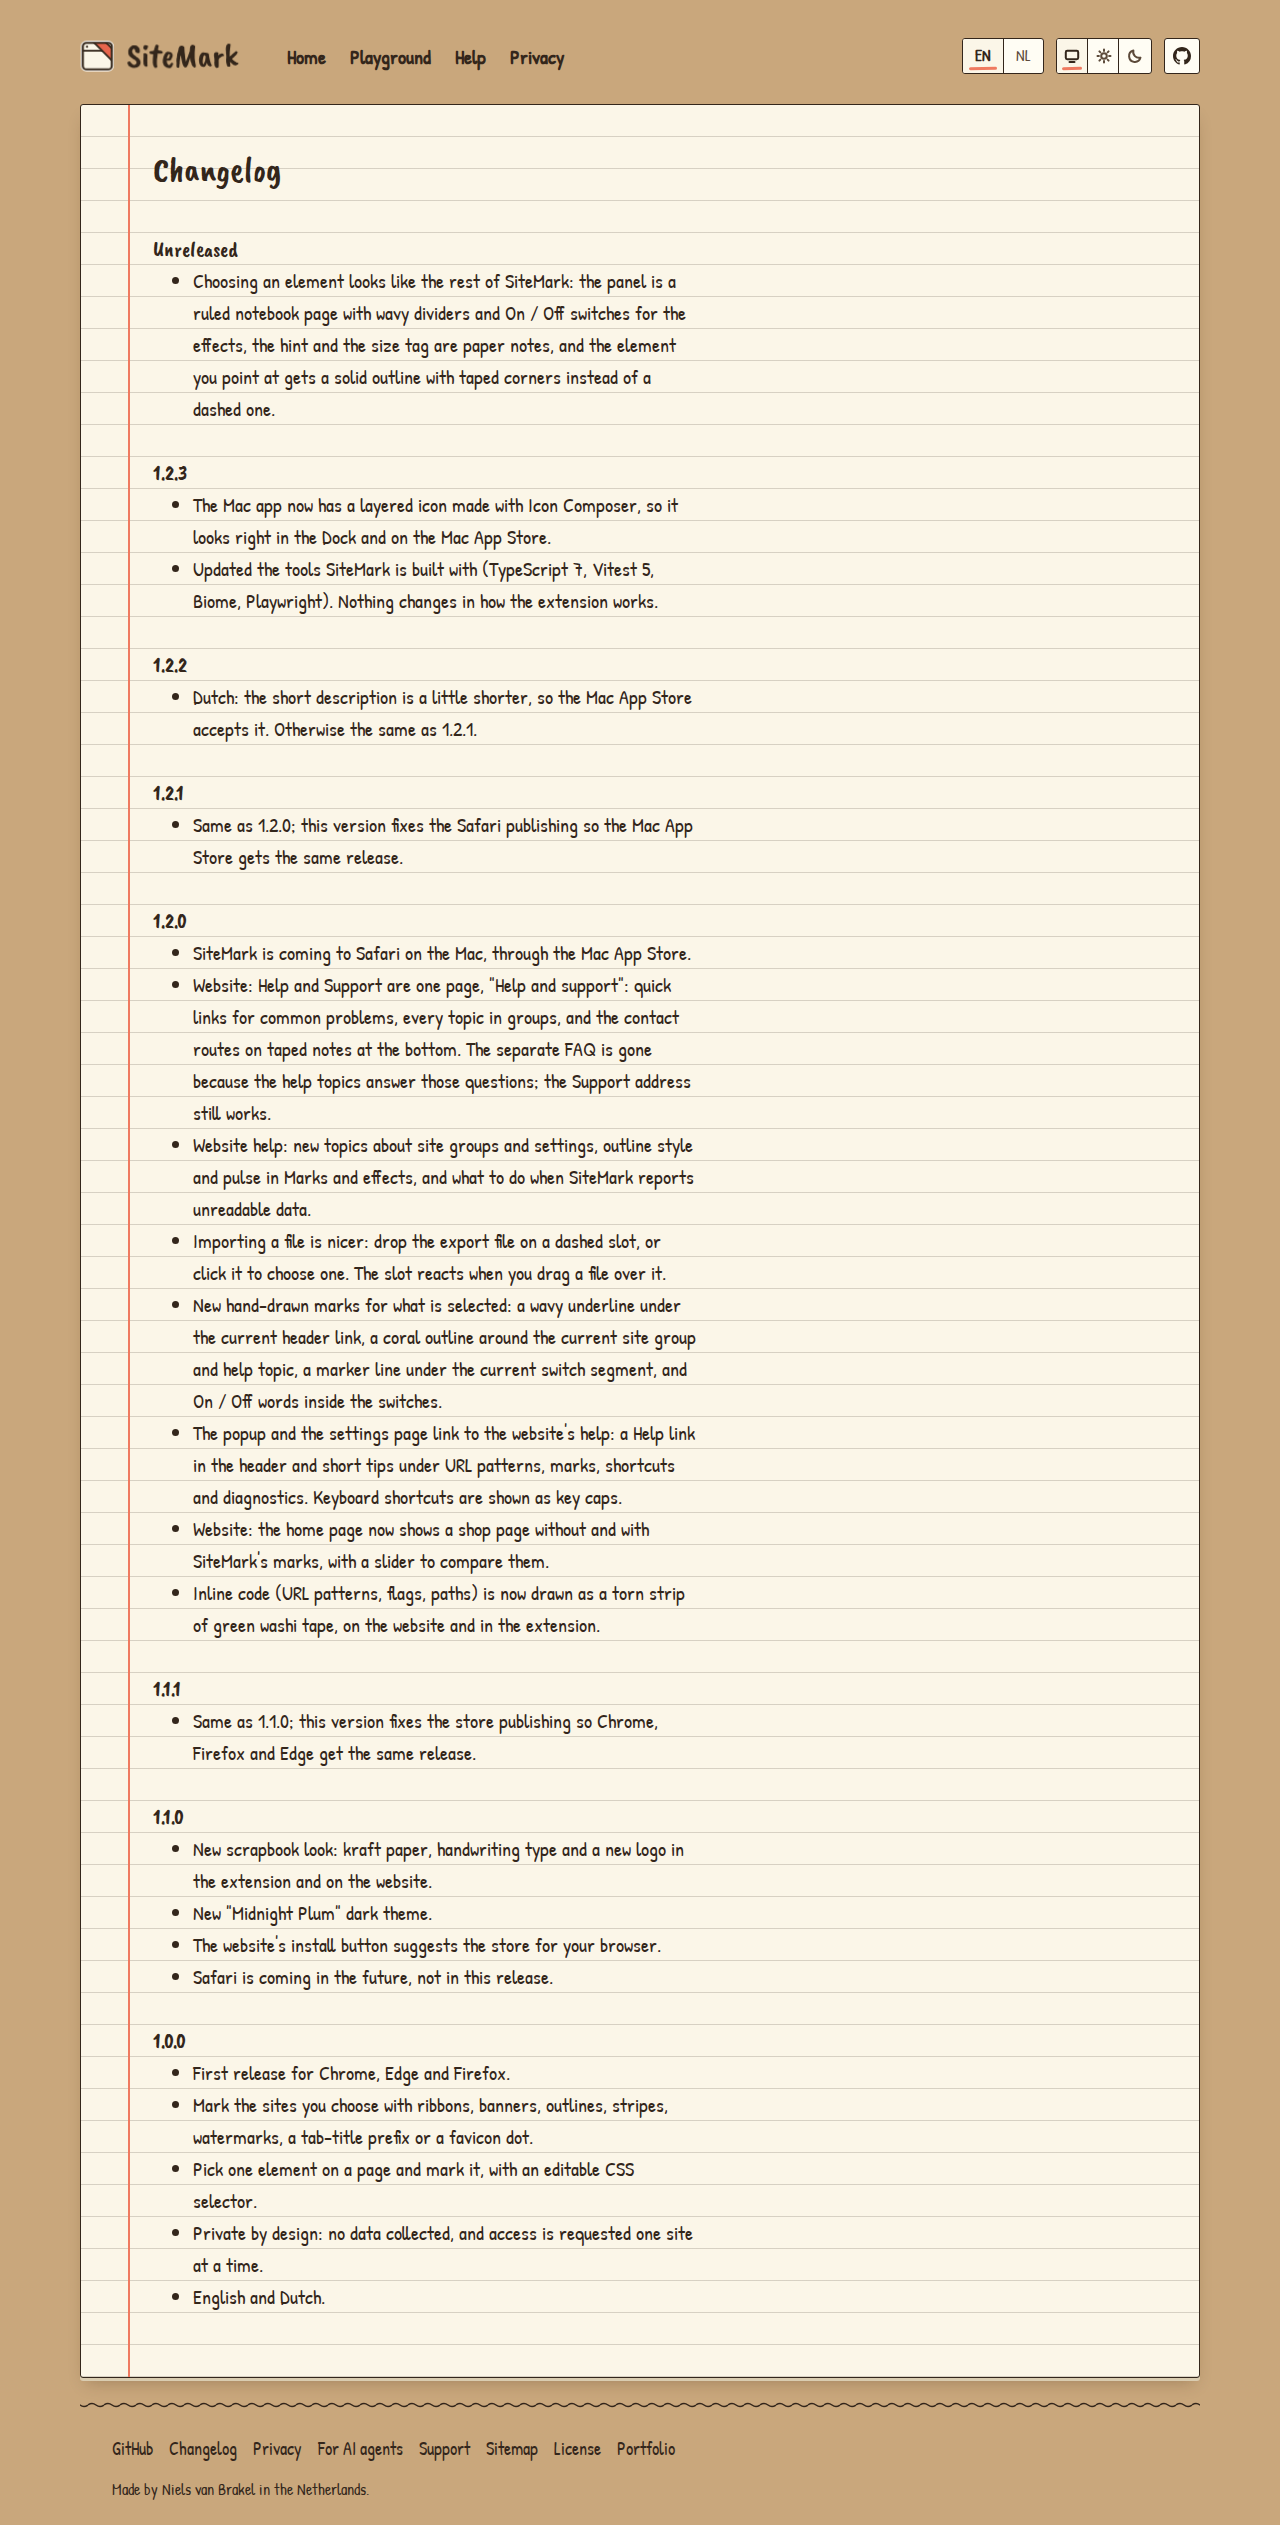 SiteMark Home Playground Help Privacy EN NL
Changelog
Unreleased
Choosing an element looks like the rest of SiteMark: the panel is a
ruled notebook page with wavy dividers and On / Off switches for the
effects, the hint and the size tag are paper notes, and the element
you point at gets a solid outline with taped corners instead of a
dashed one.
1.2.3
The Mac app now has a layered icon made with Icon Composer, so it
looks right in the Dock and on the Mac App Store.
Updated the tools SiteMark is built with (TypeScript 7, Vitest 5,
Biome, Playwright). Nothing changes in how the extension works.
1.2.2
Dutch: the short description is a little shorter, so the Mac App Store
accepts it. Otherwise the same as 1.2.1.
1.2.1
Same as 1.2.0; this version fixes the Safari publishing so the Mac App
Store gets the same release.
1.2.0
SiteMark is coming to Safari on the Mac, through the Mac App Store.
Website: Help and Support are one page, "Help and support": quick
links for common problems, every topic in groups, and the contact
routes on taped notes at the bottom. The separate FAQ is gone
because the help topics answer those questions; the Support address
still works.
Website help: new topics about site groups and settings, outline style
and pulse in Marks and effects, and what to do when SiteMark reports
unreadable data.
Importing a file is nicer: drop the export file on a dashed slot, or
click it to choose one. The slot reacts when you drag a file over it.
New hand-drawn marks for what is selected: a wavy underline under
the current header link, a coral outline around the current site group
and help topic, a marker line under the current switch segment, and
On / Off words inside the switches.
The popup and the settings page link to the website's help: a Help link
in the header and short tips under URL patterns, marks, shortcuts
and diagnostics. Keyboard shortcuts are shown as key caps.
Website: the home page now shows a shop page without and with
SiteMark's marks, with a slider to compare them.
Inline code (URL patterns, flags, paths) is now drawn as a torn strip
of green washi tape, on the website and in the extension.
1.1.1
Same as 1.1.0; this version fixes the store publishing so Chrome,
Firefox and Edge get the same release.
1.1.0
New scrapbook look: kraft paper, handwriting type and a new logo in
the extension and on the website.
New "Midnight Plum" dark theme.
The website's install button suggests the store for your browser.
Safari is coming in the future, not in this release.
1.0.0
First release for Chrome, Edge and Firefox.
Mark the sites you choose with ribbons, banners, outlines, stripes,
watermarks, a tab-title prefix or a favicon dot.
Pick one element on a page and mark it, with an editable CSS
selector.
Private by design: no data collected, and access is requested one site
at a time.
English and Dutch.
GitHub Changelog Privacy For AI agents Support Sitemap License Portfolio
Made by Niels van Brakel in the Netherlands.